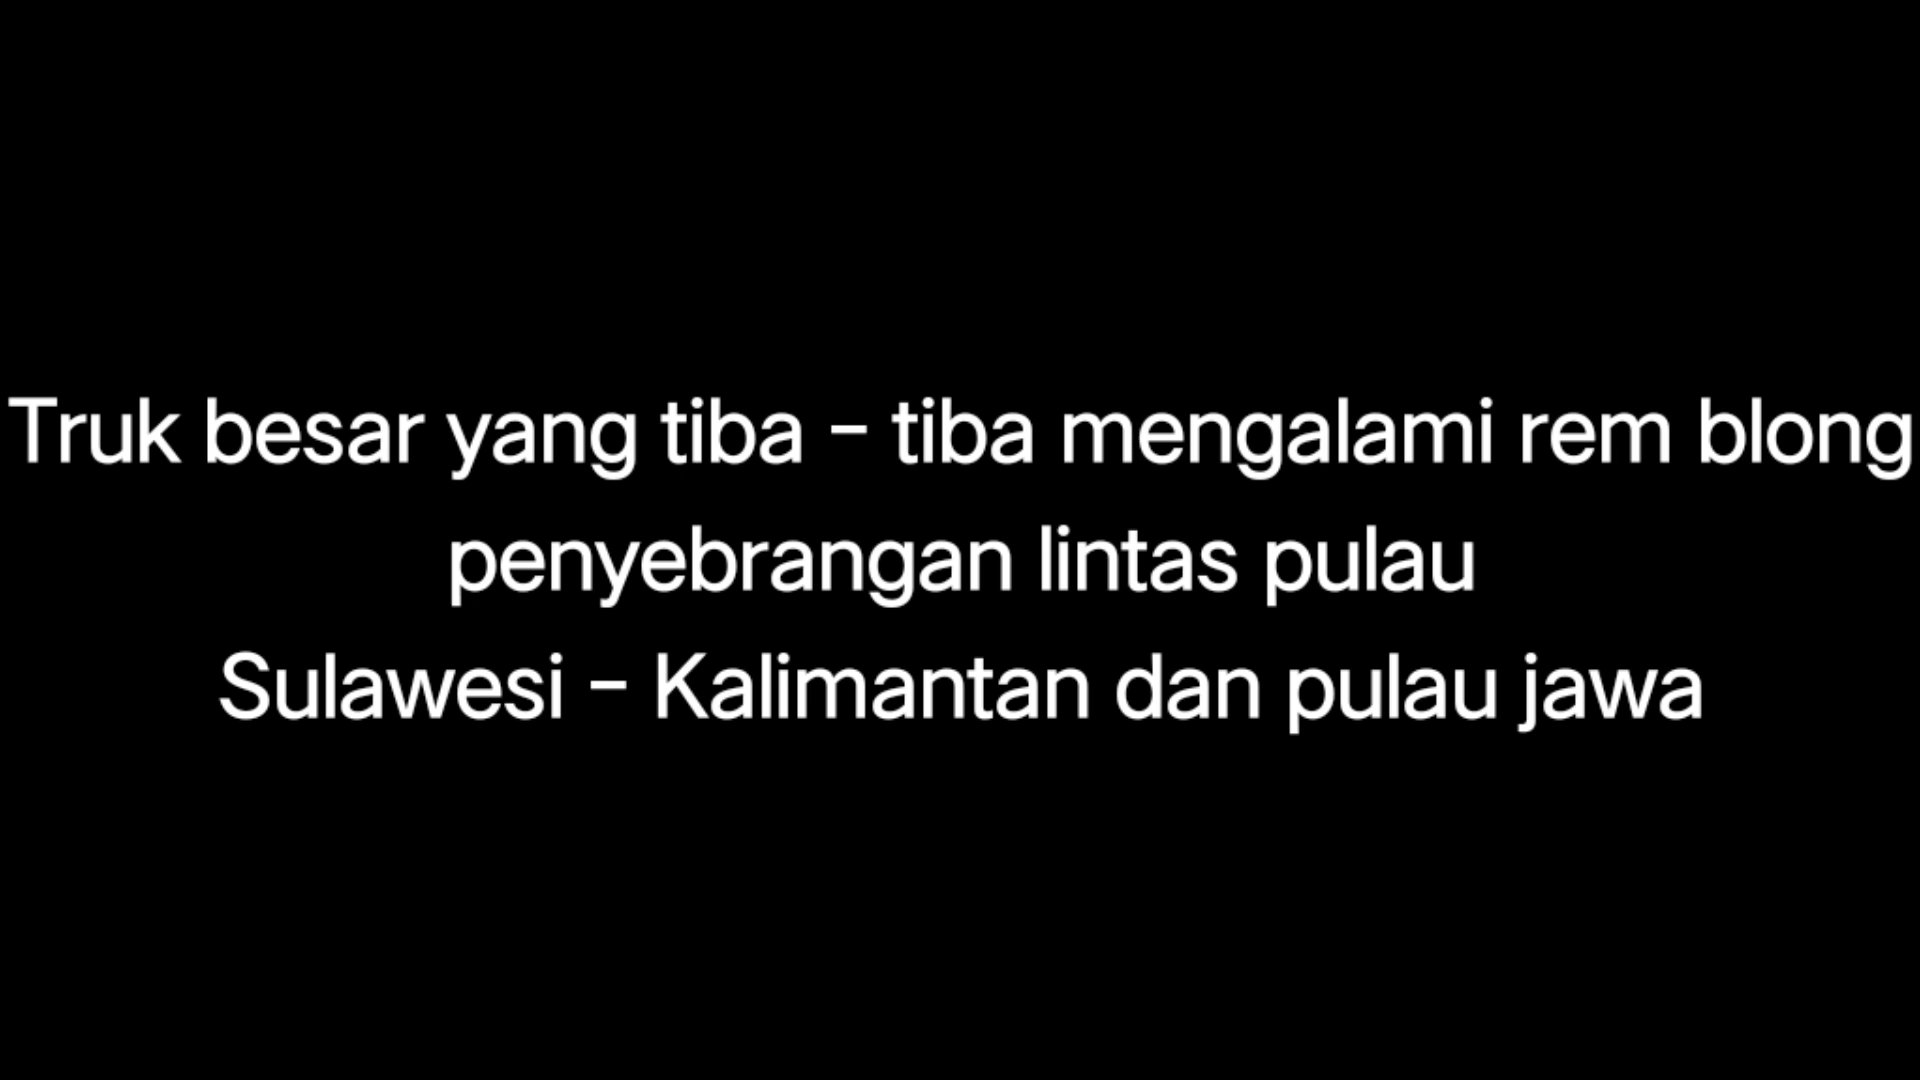 Truk besar yang tiba - tiba mengalami rem blong
penyebrangan lintas pulau
Sulawesi - Kalimantan dan pulau jawa